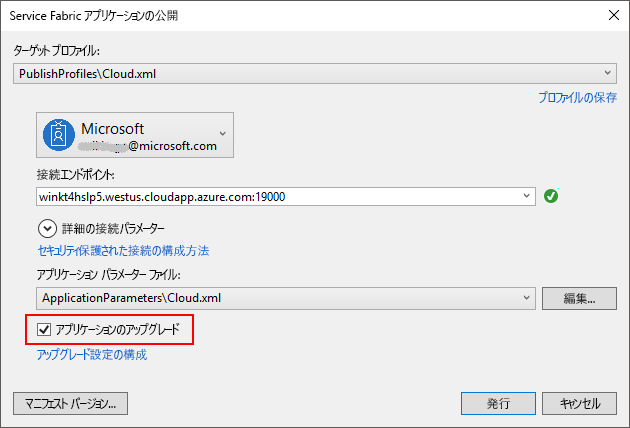 Service Fabric アプリケーションの公開
ターゲット プロファイル:
PublishProfiles\Cloud.xml
プロファイルの保存
Microsoft
@microsoft.com
接続エンドポイント:
winkt4hslp5.westus.cloudapp.azure.com:19000
詳細の接続パラメーター
セキュリティ保護された接続の構成方法
アプリケーション パラメーター ファイル:
ApplicationParameters\Cloud.xml
編集...
アプリケーションのアップグレード
アップグレード設定の構成
マニフェスト バージョン...
発行
キャンセル